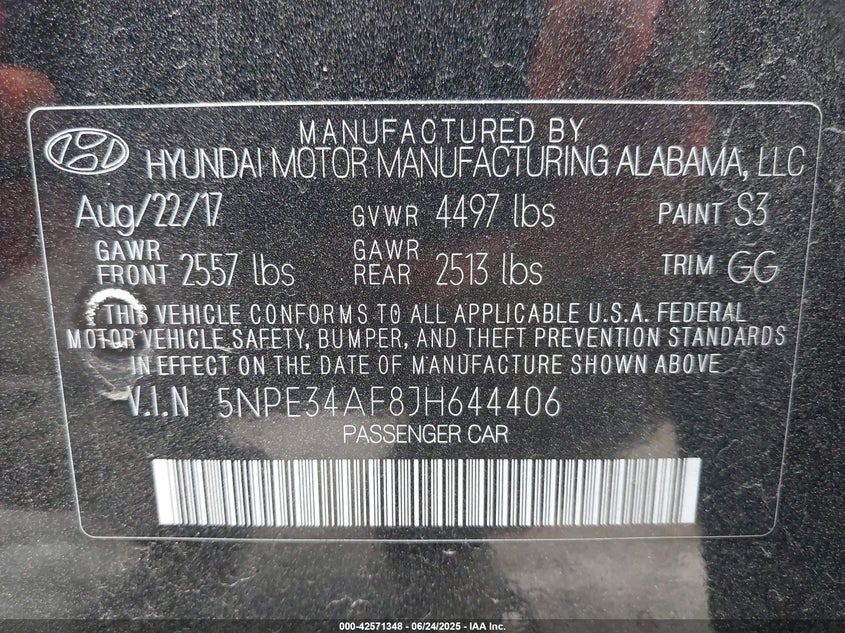 MANUFACTURED BY
HYUNDAI MOTOR MANUFACTURING ALABAMA, LLC
Aug/22/17 GVWR 4497 lbs PAINT S3
GAWR FRONT 2557 lbs GAWR REAR 2513 lbs TRIM GG
THIS VEHICLE CONFORMS TO ALL APPLICABLE U.S.A. FEDERAL
MOTOR VEHICLE SAFETY, BUMPER, AND THEFT PREVENTION STANDARDS
IN EFFECT ON THE DATE OF MANUFACTURE SHOWN ABOVE
V.I.N 5NPE34AF8JH644406
PASSENGER CAR
000-42571348 - 06/24/2025 - IAA Inc.